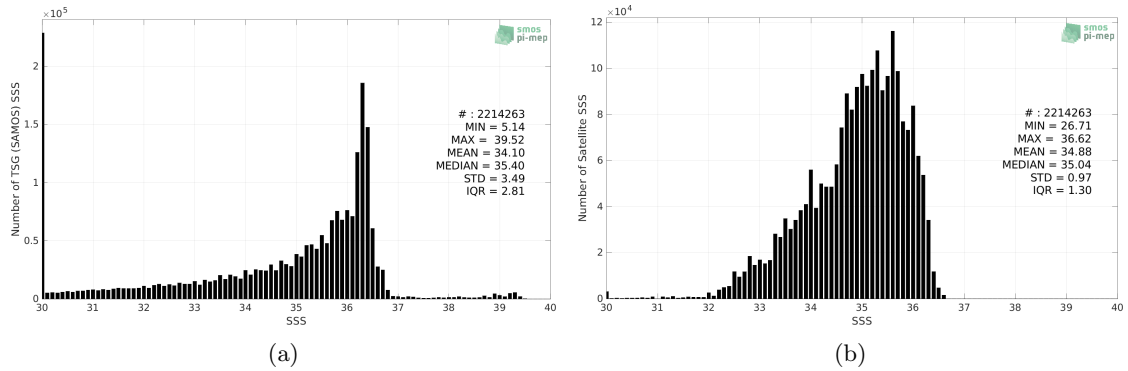 ×10⁵
smos
pi-mep
2
1.5
1
0.5
0
Number of TSG (SAMOS) SSS
# : 2214263
MIN = 5.14
MAX = 39.52
MEAN = 34.10
MEDIAN = 35.40
STD = 3.49
IQR = 2.81
30 31 32 33 34 35 36 37 38 39 40
SSS
(a)
×10⁴
smos
pi-mep
12
10
8
6
4
2
0
Number of Satellite SSS
# : 2214263
MIN = 26.71
MAX = 36.62
MEAN = 34.88
MEDIAN = 35.04
STD = 0.97
IQR = 1.30
30 31 32 33 34 35 36 37 38 39 40
SSS
(b)